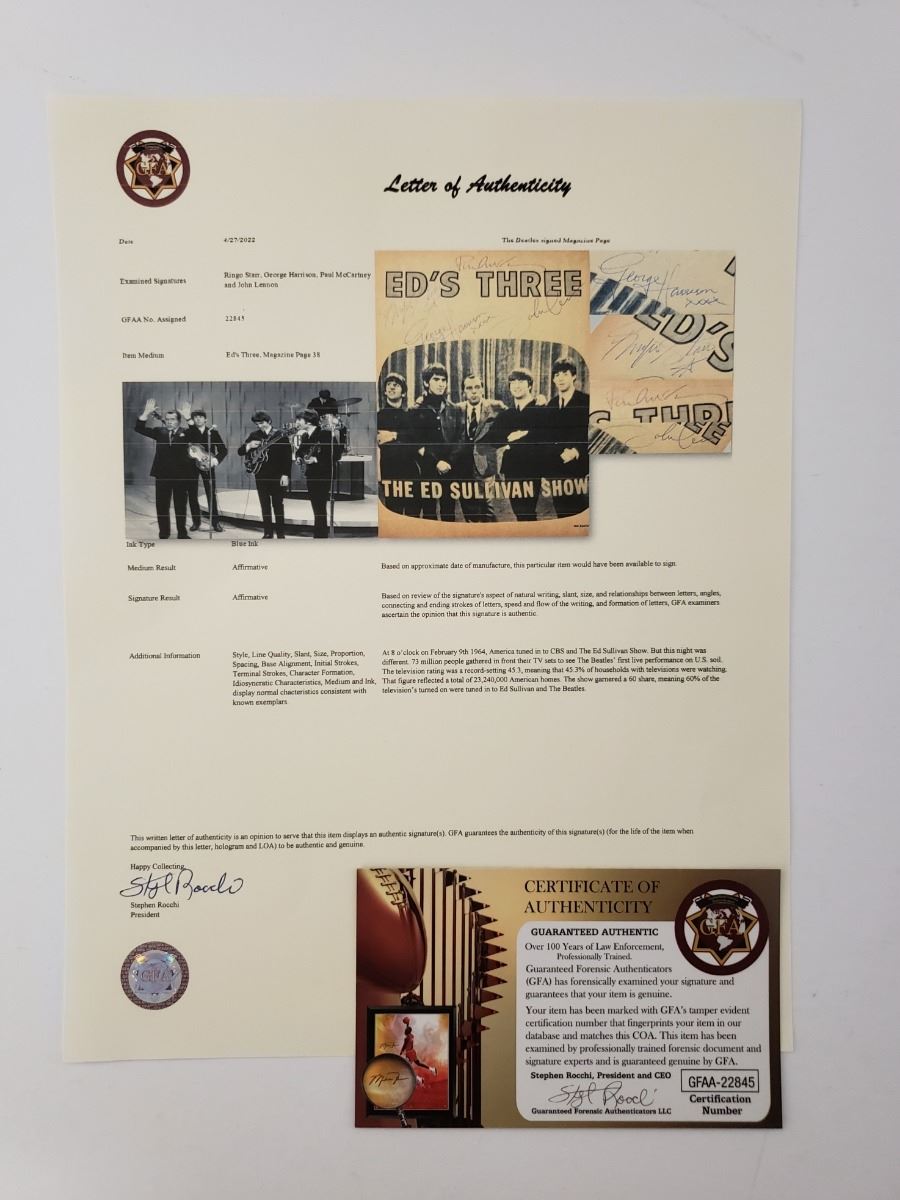 GFA
Letter of Authenticity
Date 4/27/2022 The Beatles signed Magazine Page
Examined Signatures Ringo Starr, George Harrison, Paul McCartney
and John Lennon
GFAA No. Assigned 22845
Item Medium Ed's Three, Magazine Page 38
ED'S THREE
George Harrison
xxx
THE ED SULLIVAN SHOW
George Harrison
xxx
ED'S
THRE
Ink Type Blue Ink
Medium Result Affirmative Based on approximate date of manufacture, this particular item would have been available to sign.
Signature Result Affirmative Based on review of the signature's aspect of natural writing, slant, size, and relationships between letters, angles,
connecting and ending strokes of letters, speed and flow of the writing, and formation of letters, GFA examiners
ascertain the opinion that this signature is authentic.
Additional Information Style, Line Quality, Slant, Size, Proportion,
Spacing, Base Alignment, Initial Strokes,
Terminal Strokes, Character Formation,
Idiosyncratic Characteristics, Medium and Ink,
display normal chacteristics consistent with
known exemplars
At 8 o'clock on February 9th 1964, America tuned in to CBS and The Ed Sullivan Show. But this night was
different. 73 million people gathered in front their TV sets to see The Beatles' first live performance on U.S. soil.
The television rating was a record-setting 45.3, meaning that 45.3% of households with televisions were watching.
That figure reflected a total of 23,240,000 American homes. The show garnered a 60 share, meaning 60% of the
television's turned on were tuned in to Ed Sullivan and The Beatles.
This written letter of authenticity is an opinion to serve that this item displays an authentic signature(s). GFA guarantees the authenticity of this signature(s) (for the life of the item when
accompanied by this letter, hologram and LOA) to be authentic and genuine.
Happy Collecting,
Stephen Rocchi
President
GFA
CERTIFICATE OF
AUTHENTICITY
GFA
GUARANTEED AUTHENTIC
Over 100 Years of Law Enforcement,
Professionally Trained.
Guaranteed Forensic Authenticators
(GFA) has forensically examined your signature and
guarantees that your item is genuine.
Your item has been marked with GFA's tamper evident
certification number that fingerprints your item in our
database and matches this COA. This item has been
examined by professionally trained forensic document and
signature experts and is guaranteed genuine by GFA.
Stephen Rocchi, President and CEO
Guaranteed Forensic Authenticators LLC
GFAA-22845
Certification
Number